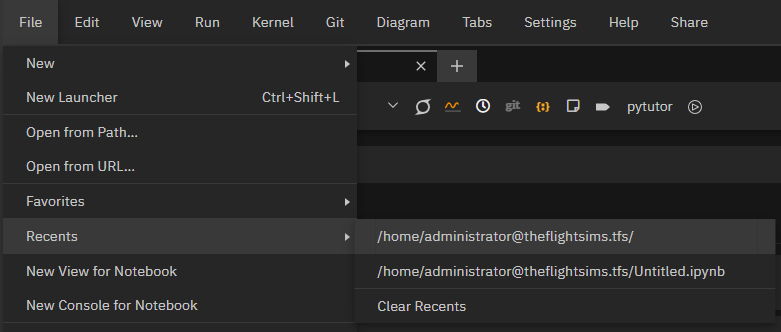 File Edit View Run Kernel Git Diagram Tabs Settings Help Share
New
New Launcher Ctrl+Shift+L
git {:} pytutor
Open from Path...
Open from URL...
Favorites
Recents
/home/administrator@theflightsims.tfs/
New View for Notebook
/home/administrator@theflightsims.tfs/Untitled.ipynb
New Console for Notebook
Clear Recents